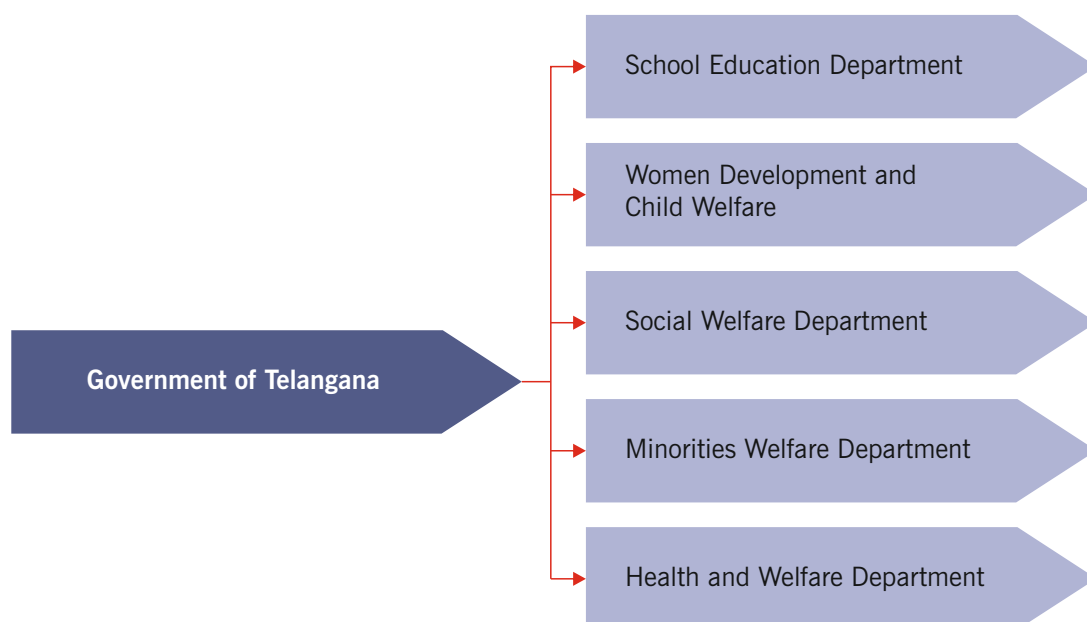 School Education Department
Women Development and
Child Welfare
Social Welfare Department
Government of Telangana
Minorities Welfare Department
Health and Welfare Department